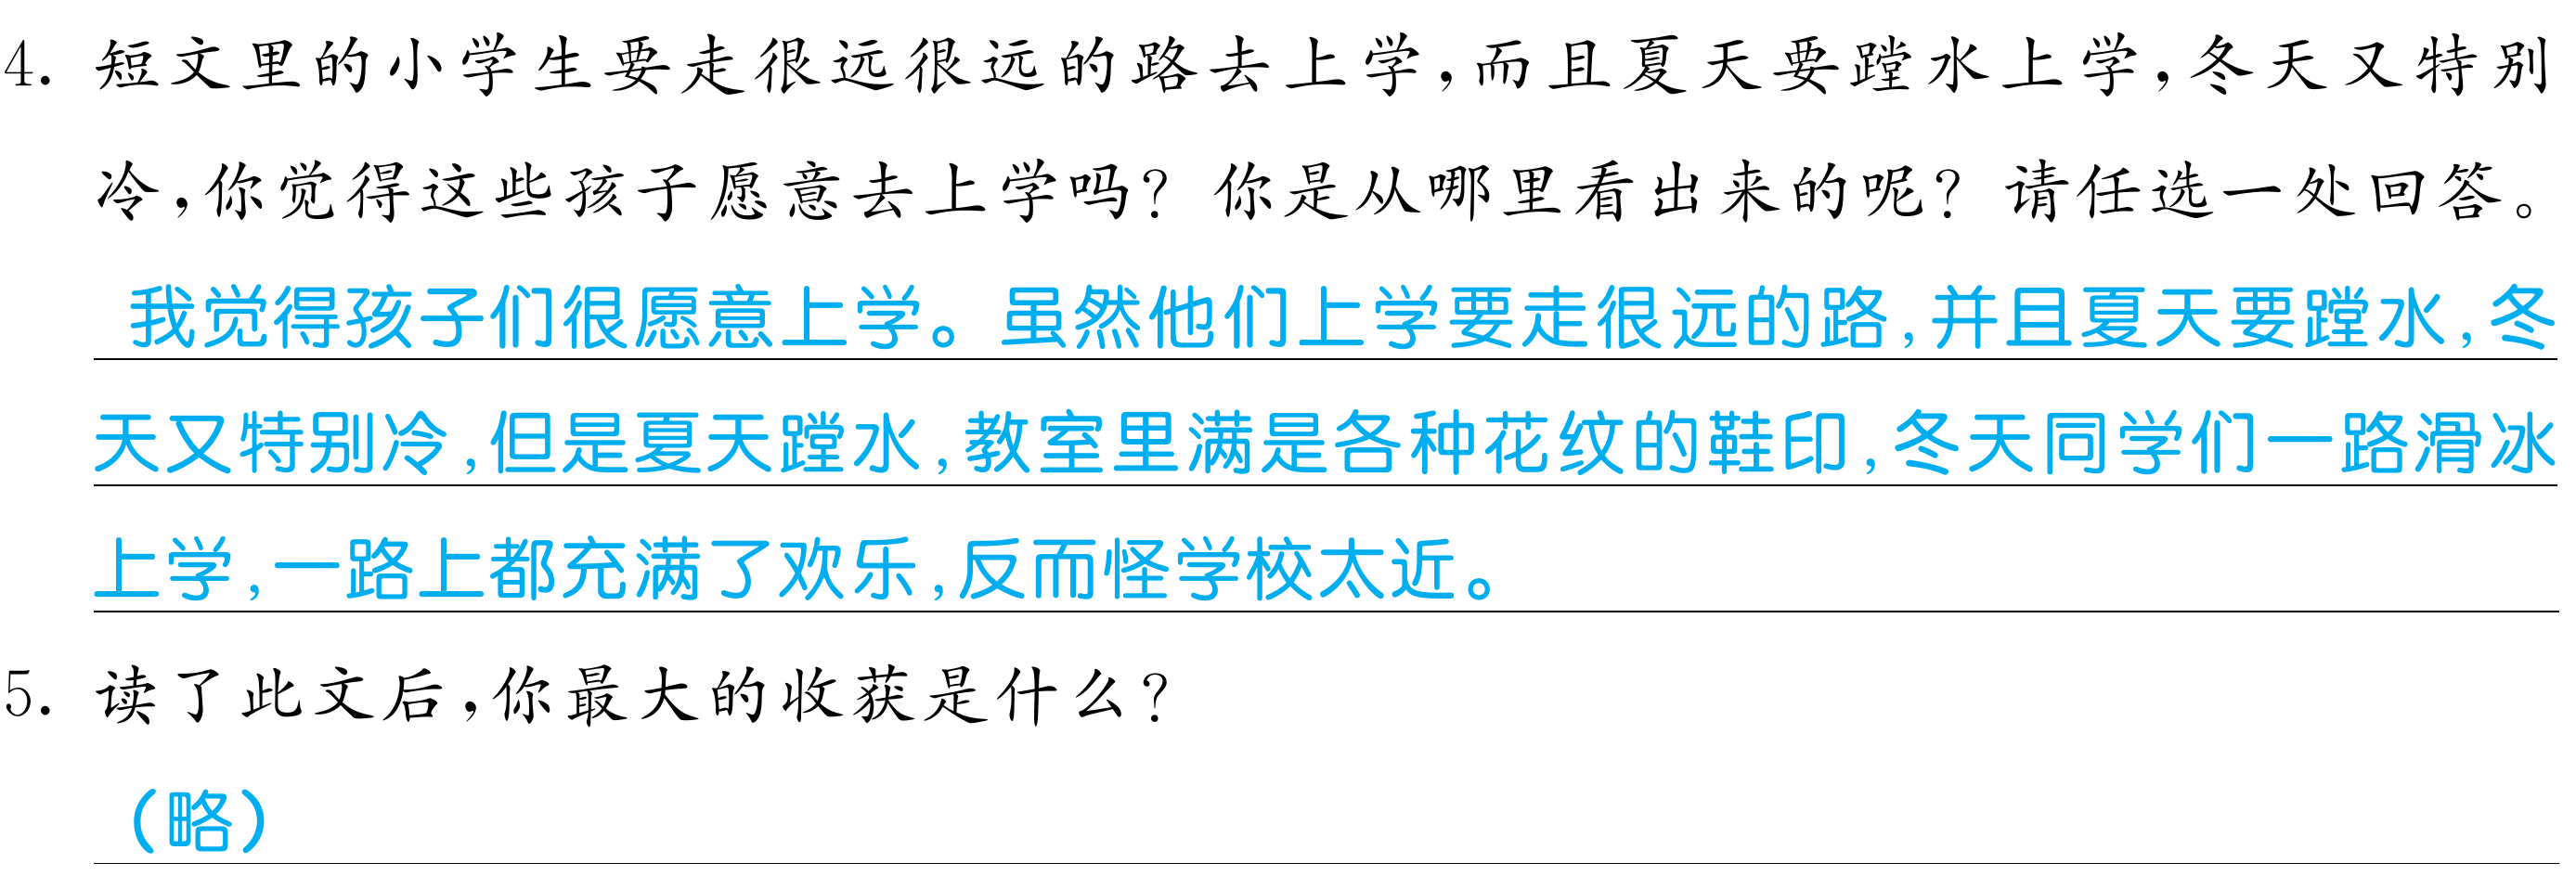 4. 短文里的小学生要走很远很远的路去上学,而且夏天要蹚水上学,冬天又特别
冷,你觉得这些孩子愿意去上学吗? 你是从哪里看出来的呢? 请任选一处回答。
我觉得孩子们很愿意上学。虽然他们上学要走很远的路,并且夏天要蹚水,冬
天又特别冷,但是夏天蹚水,教室里满是各种花纹的鞋印,冬天同学们一路滑冰
上学,一路上都充满了欢乐,反而怪学校太近。
5. 读了此文后,你最大的收获是什么?
(略)